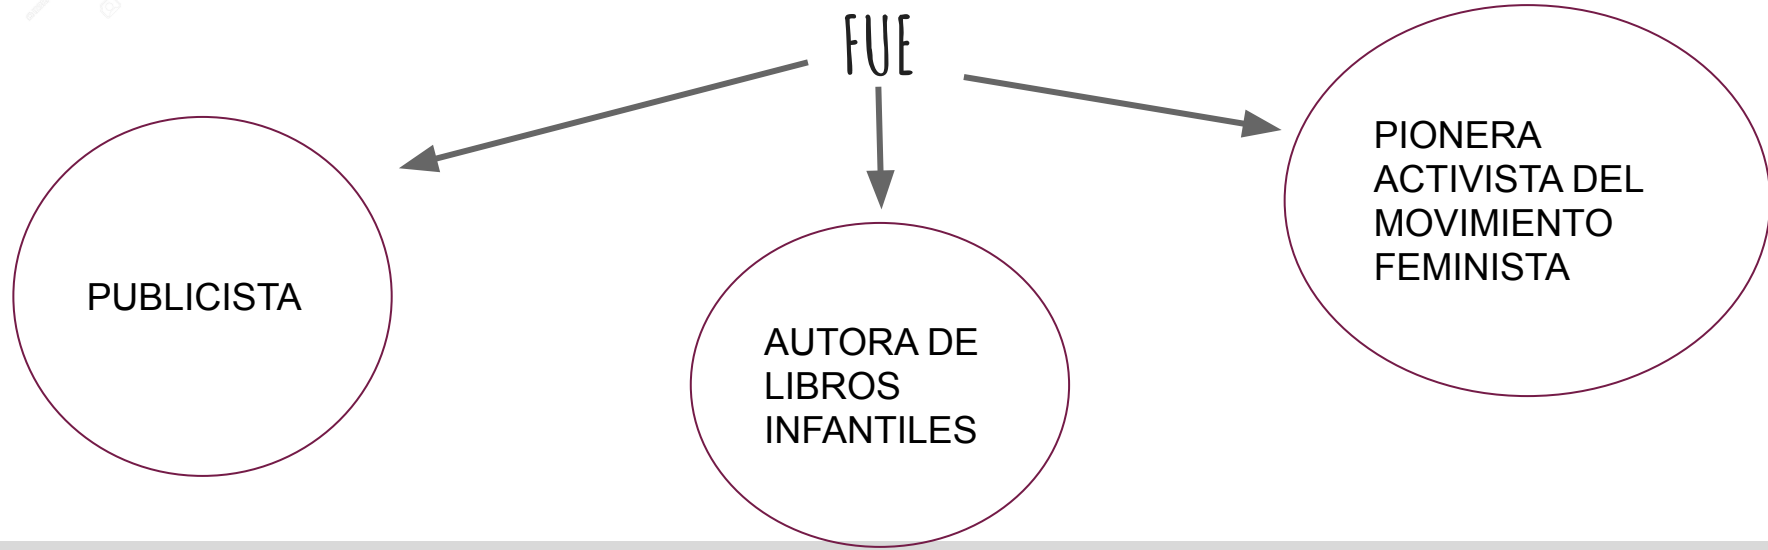 FUE
PUBLICISTA
AUTORA DE
LIBROS
INFANTILES
PIONERA
ACTIVISTA DEL
MOVIMIENTO
FEMINISTA